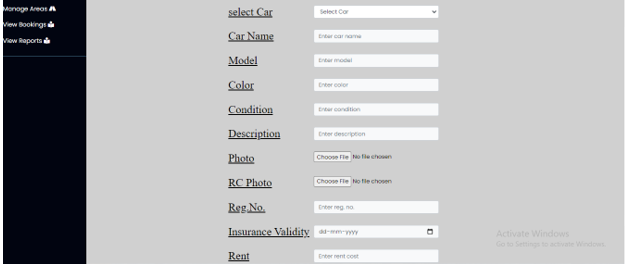 Manage Areas
View Bookings
View Reports
select Car Select Car
Car Name Enter car name
Model Enter model
Color Enter color
Condition Enter condition
Description Enter description
Photo Choose File No file chosen
RC Photo Choose File No file chosen
Reg.No. Enter reg. no.
Insurance Validity dd-mm-yyyy
Rent Enter rent cost
Activate Windows
Go to Settings to activate Windows.